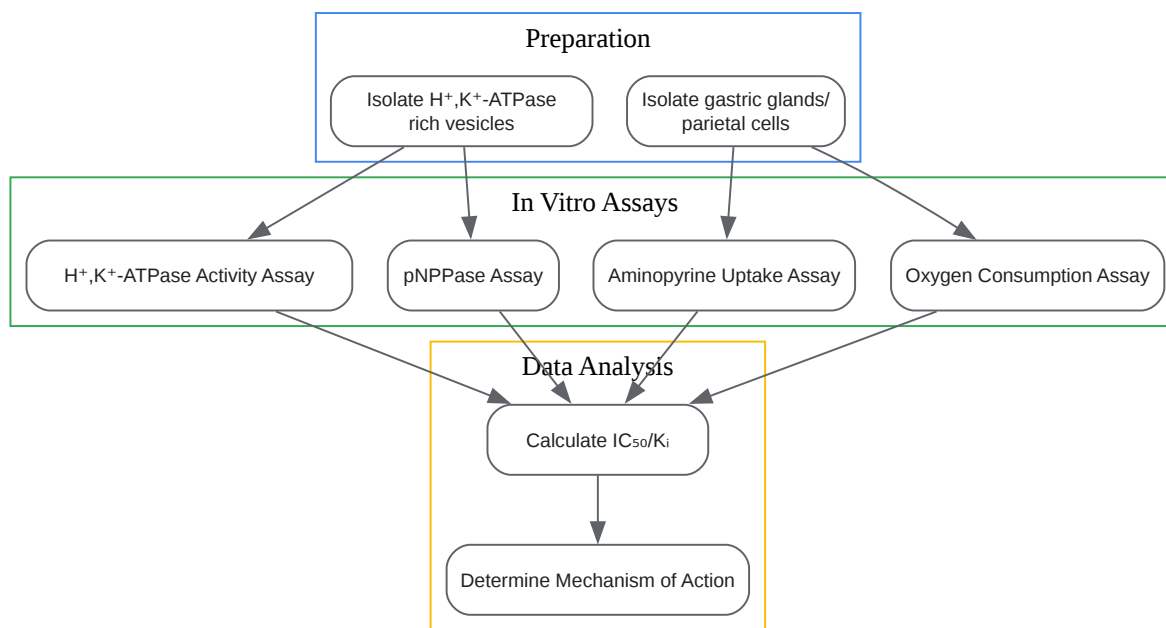 Preparation
Isolate H⁺,K⁺-ATPase
rich vesicles
Isolate gastric glands/
parietal cells
In Vitro Assays
H⁺,K⁺-ATPase Activity Assay
pNPPase Assay
Aminopyrine Uptake Assay
Oxygen Consumption Assay
Data Analysis
Calculate IC₅₀/Kᵢ
Determine Mechanism of Action